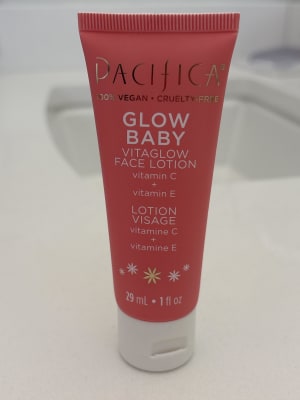 PACIFICA®
100% VEGAN • CRUELTY-FREE
GLOW
BABY
VITAGLOW
FACE LOTION
vitamin C
+
vitamin E
LOTION
VISAGE
vitamine C
+
vitamine E
29 mL • 1 fl oz